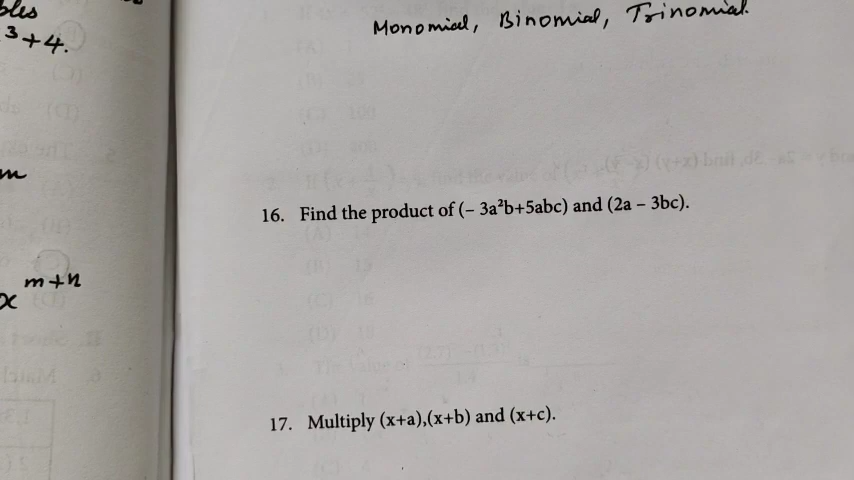 3+4.
Monomial, Binomial, Trinomial.
16. Find the product of (– 3a²b+5abc) and (2a – 3bc).
x^m+n
17. Multiply (x+a),(x+b) and (x+c).